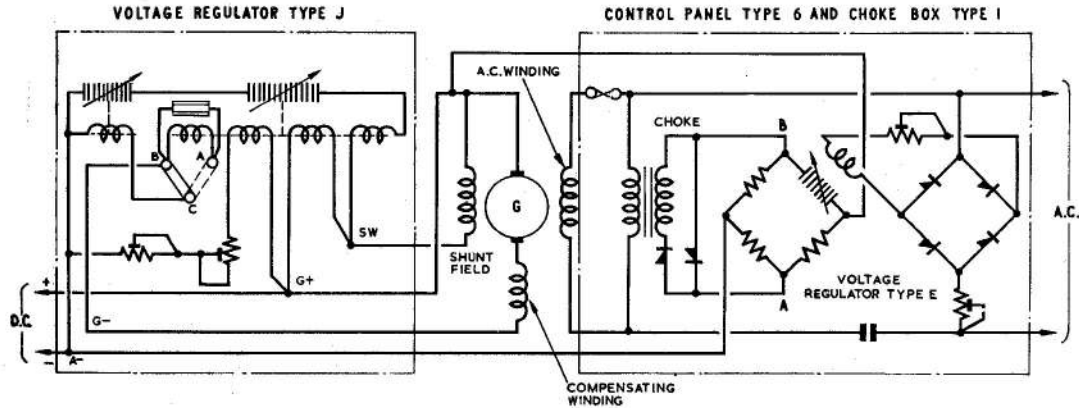 VOLTAGE REGULATOR TYPE J
CONTROL PANEL TYPE 6 AND CHOKE BOX TYPE I
A.C. WINDING
CHOKE
B
B
A
C
G
A.C.
SW
SHUNT
FIELD
G+
VOLTAGE
REGULATOR TYPE E
A
+
D.C.
G-
-
A-
COMPENSATING
WINDING